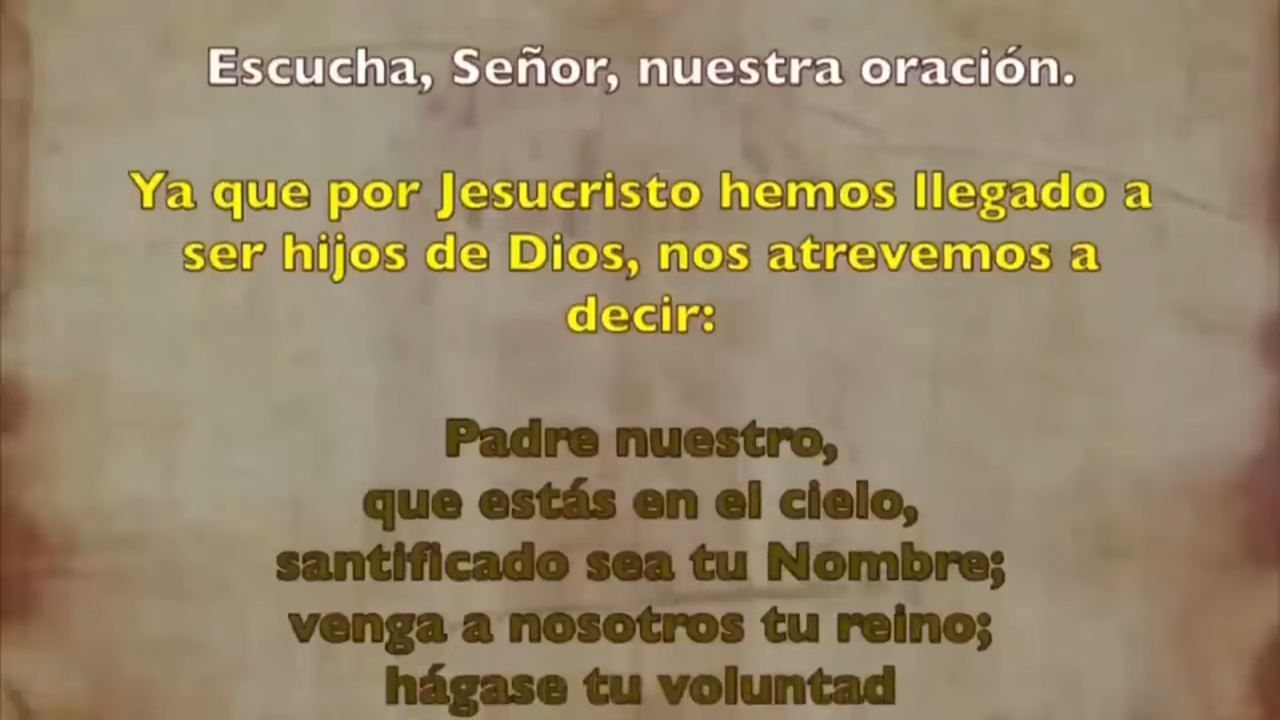 Escucha, Señor, nuestra oración.
Ya que por Jesucristo hemos llegado a
ser hijos de Dios, nos atrevemos a
decir:
Padre nuestro,
que estás en el cielo,
santificado sea tu Nombre;
venga a nosotros tu reino;
hágase tu voluntad